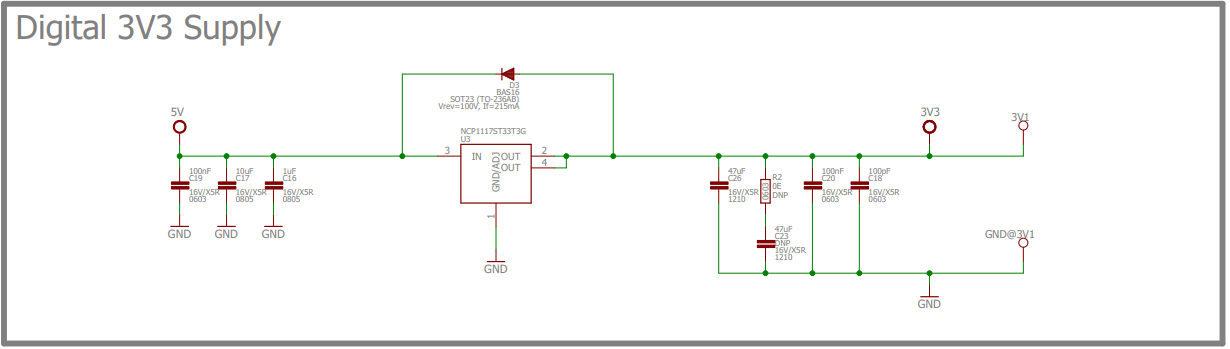 Digital 3V3 Supply
D3
BAS16
SOT23 (TO-236AB)
Vrev=100V, If=215mA
5V
3V3
3V1
NCP1117ST33T3G
U3
3
IN
OUT
2
OUT
4
GND/ADJ
1
GND
100nF
C19
16V/X5R
0603
GND
10uF
C17
16V/X5R
0805
GND
1uF
C16
16V/X5R
0805
GND
47uF
C26
16V/X5R
1210
R2
0E
DNP
0603
47uF
C23
DNP
16V/X5R
1210
100nF
C20
16V/X5R
0603
100pF
C18
16V/X5R
0603
GND@3V1
GND